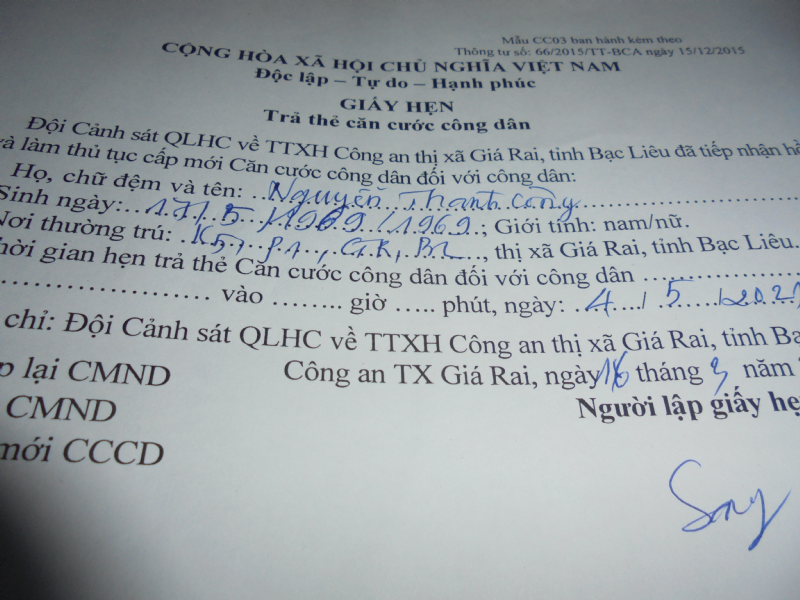 Mẫu CC03 ban hành kèm theo
Thông tư số: 66/2015/TT-BCA ngày 15/12/2015
CỘNG HÒA XÃ HỘI CHỦ NGHĨA VIỆT NAM
Độc lập – Tự do – Hạnh phúc
GIẤY HẸN
Trả thẻ căn cước công dân
Đội Cảnh sát QLHC về TTXH Công an thị xã Giá Rai, tỉnh Bạc Liêu đã tiếp nhận hồ
và làm thủ tục cấp mới Căn cước công dân đối với công dân:
Họ, chữ đệm và tên: Nguyễn Thanh Công
Sinh ngày: 17/5/1969 /1969; Giới tính: nam/nữ.
Nơi thường trú: K5, P.1, G.R, BL, thị xã Giá Rai, tỉnh Bạc Liêu.
hời gian hẹn trả thẻ Căn cước công dân đối với công dân ..................
.................... vào ........ giờ ..... phút, ngày: 4 / 5 /202
chỉ: Đội Cảnh sát QLHC về TTXH Công an thị xã Giá Rai, tỉnh Bạ
p lại CMND
Công an TX Giá Rai, ngày 16 tháng 3 năm
CMND
Người lập giấy hẹ
mới CCCD